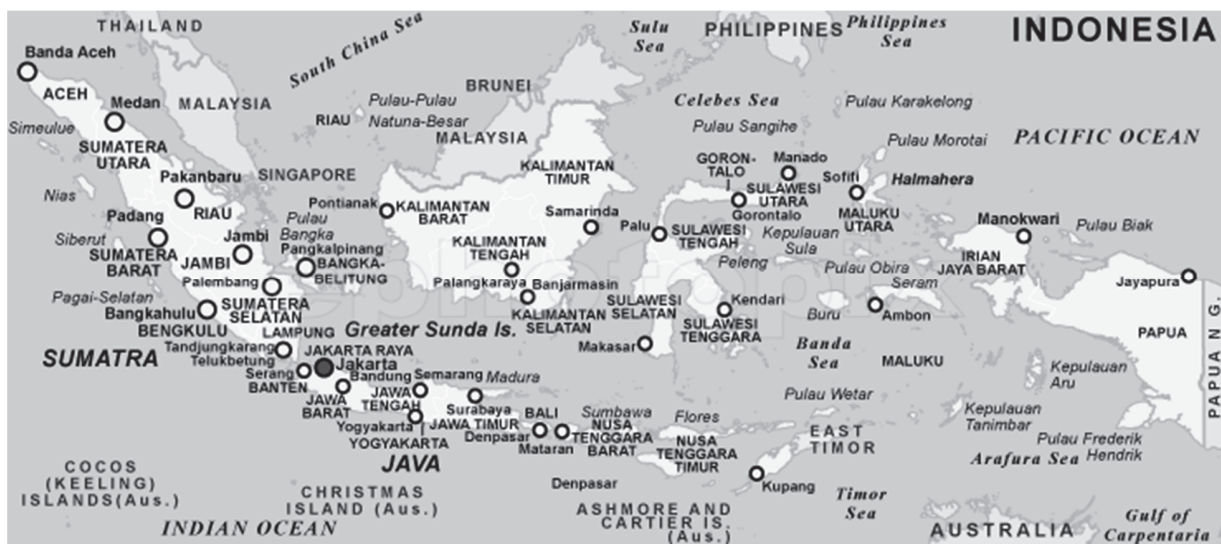 THAILAND
South China Sea
Sulu
Sea
PHILIPPINES
Philippines
Sea
INDONESIA
Banda Aceh
ACEH
Medan
MALAYSIA
BRUNEI
Celebes Sea
Pulau Karakelong
Simeulue
SUMATERA
UTARA
RIAU
Pulau-Pulau
Natuna-Besar
MALAYSIA
Pulau Sangihe
Pulau Morotai
PACIFIC OCEAN
Pakanbaru
SINGAPORE
KALIMANTAN
TIMUR
GORON-
TALO
Manado
Sofifi
Halmahera
Nias
RIAU
Pontianak
KALIMANTAN
BARAT
SULAWESI
UTARA
Padang
Pulau
Bangka
Samarinda
Palu
Gorontalo
MALUKU
UTARA
Manokwari
Pulau Biak
Siberut
SUMATERA
BARAT
Jambi
JAMBI
Pangkalpinang
BANGKA-
BELITUNG
KALIMANTAN
TENGAH
SULAWESI
TENGAH
Kepulauan
Sula
Peleng
Pulau Obira
Seram
IRIAN
JAYA BARAT
Jayapura
Palembang
Palangkaraya
Banjarmasin
Pagai-Selatan
Bangkahulu
BENGKULU
SUMATERA
SELATAN
KALIMANTAN
SELATAN
SULAWESI
SELATAN
Kendari
SULAWESI
TENGGARA
Buru
Ambon
PAPUA
PAPUAN G.
LAMPUNG
Greater Sunda Is.
Makasar
Banda
Sea
MALUKU
SUMATRA
Tandjungkarang
Telukbetung
JAKARTA RAYA
Jakarta
Kepulauan
Aru
Serang
BANTEN
Bandung
Semarang
Madura
JAWA
BARAT
JAWA
TENGAH
Surabaya
JAWA TIMUR
Pulau Wetar
Yogyakarta
YOGYAKARTA
BALI
Denpasar
Mataran
Sumbawa
NUSA
TENGGARA
BARAT
Flores
NUSA
TENGGARA
TIMUR
EAST
TIMOR
Kepulauan
Tanimbar
Pulau Frederik
Hendrik
Arafura Sea
JAVA
COCOS
(KEELING)
ISLANDS(Aus.)
CHRISTMAS
ISLAND (Aus.)
Denpasar
Kupang
Timor
Sea
INDIAN OCEAN
ASHMORE AND
CARTIER IS.
(Aus.)
AUSTRALIA
Gulf of
Carpentaria